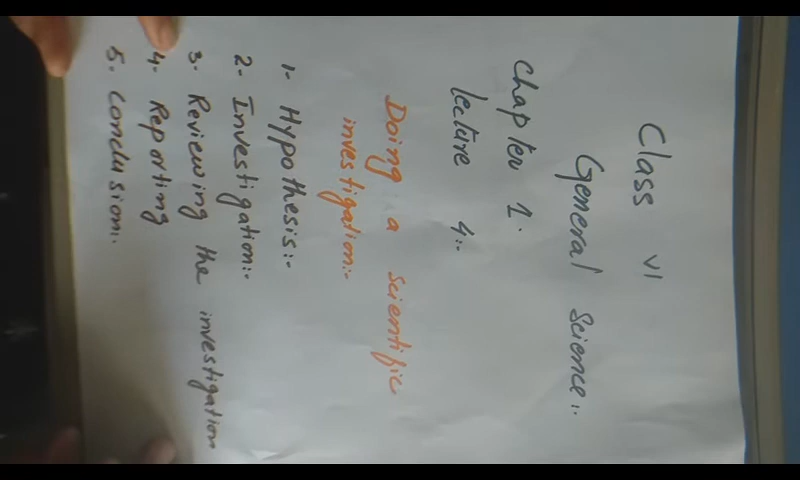 Class VI
General Science:-
Chapter 1.
lecture 4:-
Doing a scientific
investigation:-
1- Hypothesis:-
2- Investigation:-
3- Reviewing the investigation
4- Reporting
5- Conclusion: